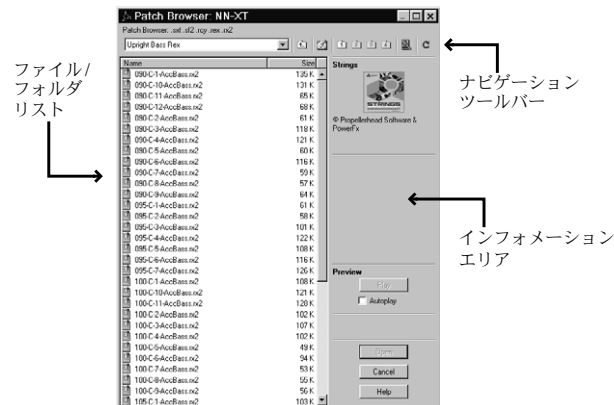 Patch Browser: NN-XT
Patch Browser: .sxt .sf2 .rcy .rex .rx2
Upright Bass Rex
Name Size
090-C-1-AccBass.rx2 135 K
090-C-10-AccBass.rx2 131 K
090-C-11-AccBass.rx2 65 K
090-C-12-AccBass.rx2 68 K
090-C-2-AccBass.rx2 61 K
090-C-3-AccBass.rx2 118 K
090-C-4-AccBass.rx2 121 K
090-C-5-AccBass.rx2 60 K
090-C-6-AccBass.rx2 116 K
090-C-7-AccBass.rx2 59 K
090-C-8-AccBass.rx2 57 K
090-C-9-AccBass.rx2 64 K
095-C-1-AccBass.rx2 61 K
095-C-2-AccBass.rx2 58 K
095-C-3-AccBass.rx2 101 K
095-C-4-AccBass.rx2 122 K
095-C-5-AccBass.rx2 108 K
095-C-6-AccBass.rx2 116 K
095-C-7-AccBass.rx2 126 K
100-C-1-AccBass.rx2 108 K
100-C-10-AccBass.rx2 121 K
100-C-11-AccBass.rx2 128 K
100-C-2-AccBass.rx2 102 K
100-C-3-AccBass.rx2 107 K
100-C-4-AccBass.rx2 102 K
100-C-5-AccBass.rx2 49 K
100-C-6-AccBass.rx2 94 K
100-C-7-AccBass.rx2 53 K
100-C-8-AccBass.rx2 55 K
100-C-9-AccBass.rx2 56 K
105-C-1-AccBass.rx2 103 K
Strings
STRINGS
© Propellerhead Software &
PowerFx
Preview
Play
Autoplay
Open
Cancel
Help
ファイル/
フォルダ
リスト
ナビゲーション
ツールバー
インフォメーション
エリア